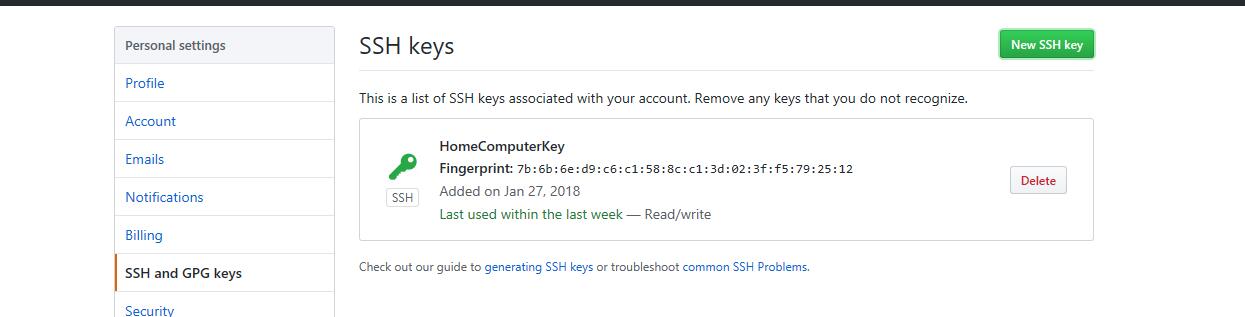 Personal settings
Profile
Account
Emails
Notifications
Billing
SSH and GPG keys
Security
SSH keys
New SSH key
This is a list of SSH keys associated with your account. Remove any keys that you do not recognize.
HomeComputerKey
Fingerprint: 7b:6b:6e:d9:c6:c1:58:8c:c1:3d:02:3f:f5:79:25:12
Added on Jan 27, 2018
Last used within the last week — Read/write
SSH
Delete
Check out our guide to generating SSH keys or troubleshoot common SSH Problems.